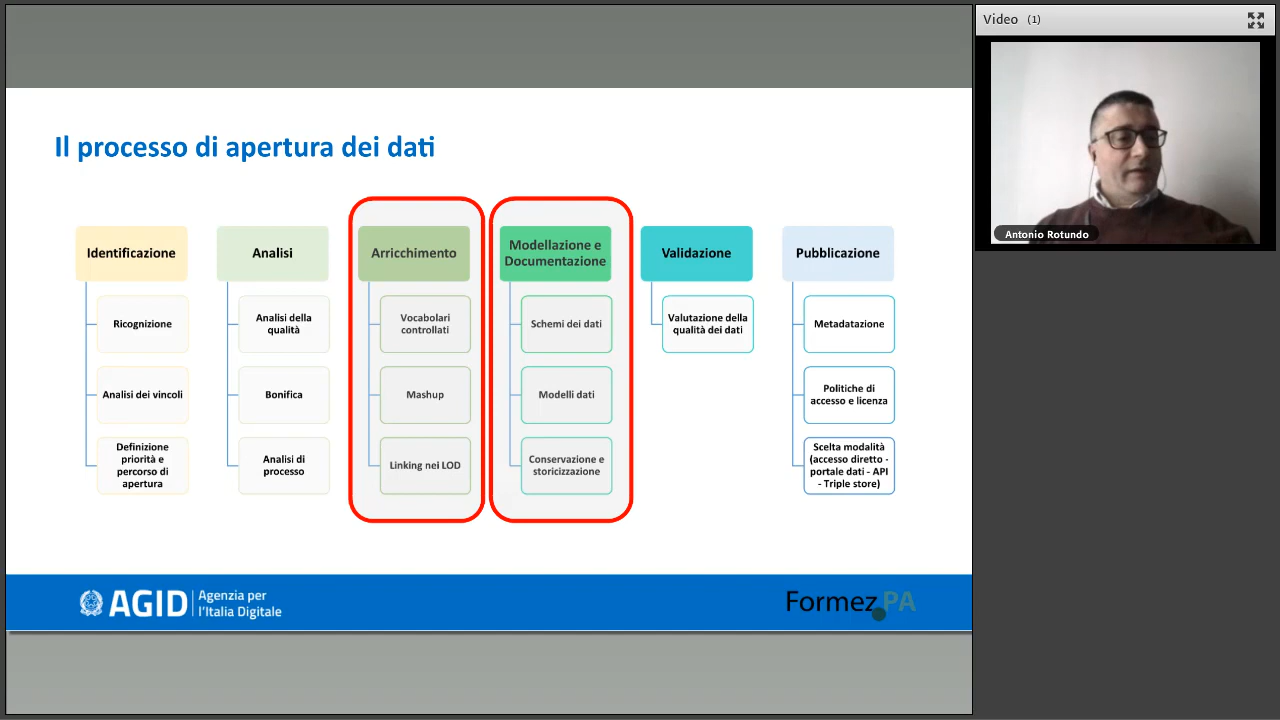 Video (1)
Antonio Rotundo
Il processo di apertura dei dati
Identificazione
Ricognizione
Analisi dei vincoli
Definizione
priorità e
percorso di
apertura
Analisi
Analisi della
qualità
Bonifica
Analisi di
processo
Arricchimento
Vocabolari
controllati
Mashup
Linking nei LOD
Modellazione e
Documentazione
Schemi dei dati
Modelli dati
Conservazione e
storicizzazione
Validazione
Valutazione della
qualità dei dati
Pubblicazione
Metadatazione
Politiche di
accesso e licenza
Scelta modalità
(accesso diretto -
portale dati - API
- Triple store)
AGID
Agenzia per
l'Italia Digitale
Formez PA